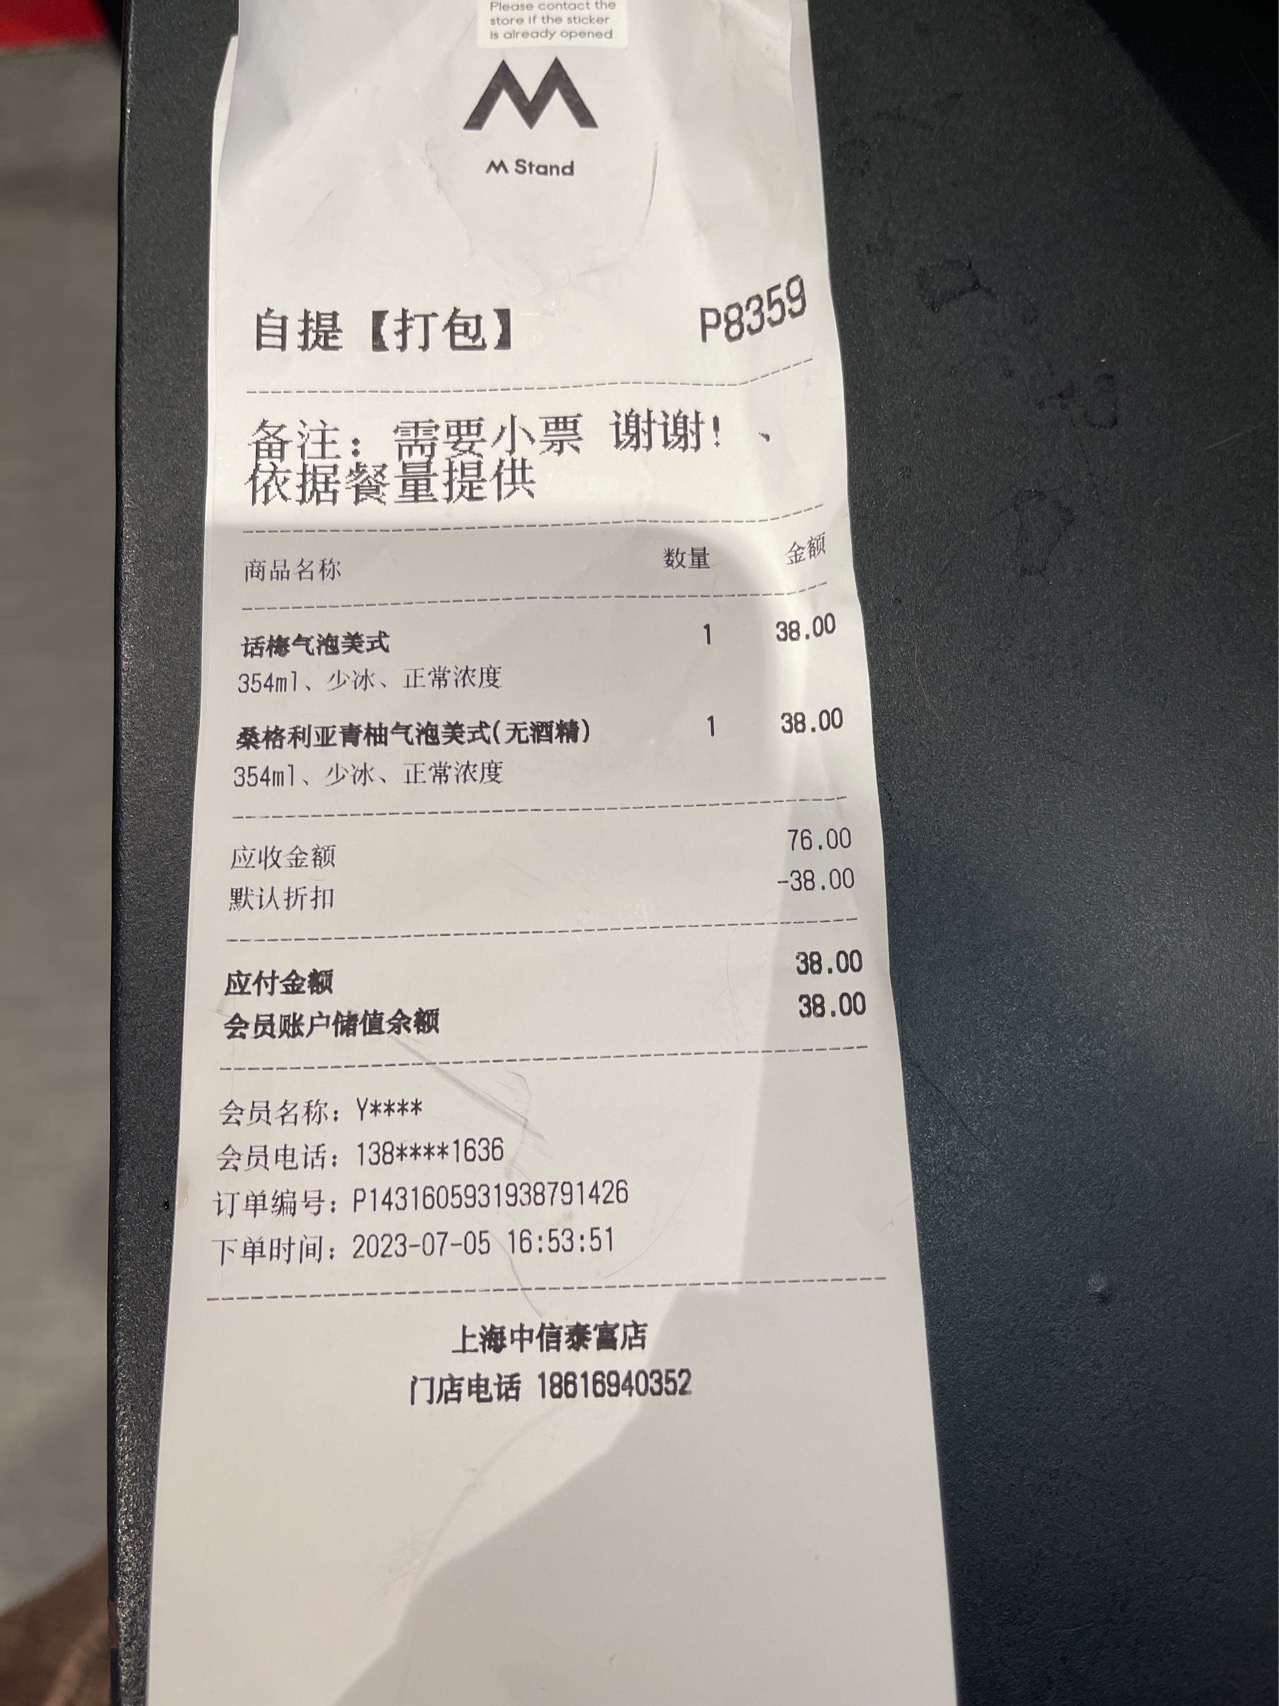 Please contact the
store if the sticker
is already opened
M Stand
自提【打包】 P8359
备注：需要小票 谢谢！、
依据餐量提供
商品名称 数量 金额
话梅气泡美式 1 38.00
354ml、少冰、正常浓度
桑格利亚青柚气泡美式(无酒精) 1 38.00
354ml、少冰、正常浓度
应收金额 76.00
默认折扣 -38.00
应付金额 38.00
会员账户储值余额 38.00
会员名称：Y****
会员电话：138****1636
订单编号：P1431605931938791426
下单时间：2023-07-05 16:53:51
上海中信泰富店
门店电话 18616940352